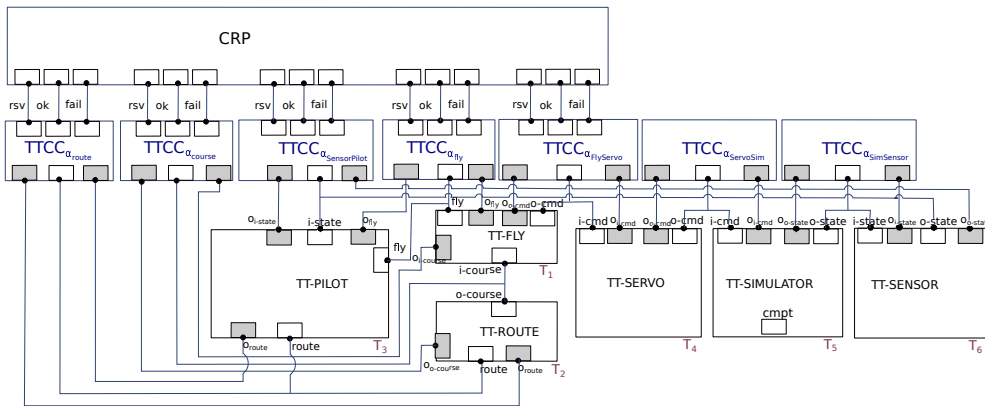 CRP
rsv ok fail rsv ok fail rsv ok fail rsv ok fail rsv ok fail
TTCCαroute TTCCαcourse TTCCαSensorPilot TTCCαfly TTCCαFlyServo TTCCαServoSim TTCCαSimSensor
fly ofly oo-cmd o-cmd
oi-state i-state ofly i-cmd oi-cmd oo-cmd o-cmd i-cmd oi-cmd oo-state o-state i-state oi-state o-state oo-st
TT-FLY
fly oi-course
i-course T1
TT-PILOT TT-SERVO TT-SIMULATOR TT-SENSOR
o-course
cmpt
TT-ROUTE
oroute route T3 T4 T5 T6
oo-course route oroute T2